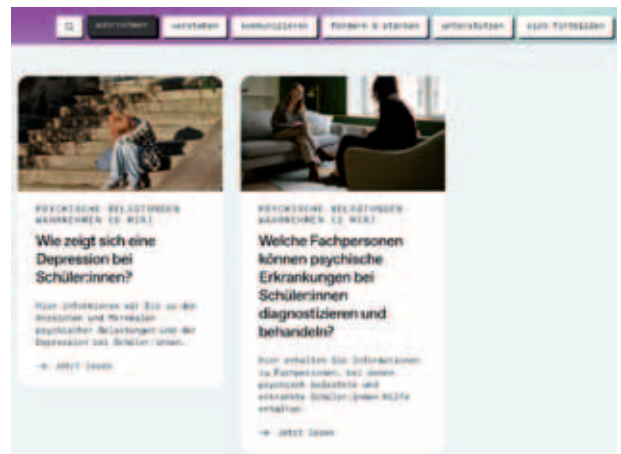 wahrnehmen verstehen kommunizieren fördern & stärken unterstützen sich fortbilden
PSYCHISCHE BELASTUNGEN
WAHRNEHMEN (5 MIN)
Wie zeigt sich eine
Depression bei
Schüler:innen?
Hier informieren wir Sie zu den
Anzeichen und Merkmalen
psychischer Belastungen und der
Depression bei Schüler:innen.
→ Jetzt lesen
PSYCHISCHE BELASTUNGEN
WAHRNEHMEN (2 MIN)
Welche Fachpersonen
können psychische
Erkrankungen bei
Schüler:innen
diagnostizieren und
behandeln?
Hier erhalten Sie Informationen
zu Fachpersonen, bei denen
psychisch belastete und
erkrankte Schüler:innen Hilfe
erhalten.
→ Jetzt lesen